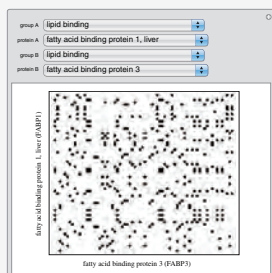 group A lipid binding
protein A fatty acid binding protein 1, liver
group B lipid binding
protein B fatty acid binding protein 3
fatty acid binding protein 1, liver (FABP1)
fatty acid binding protein 3 (FABP3)